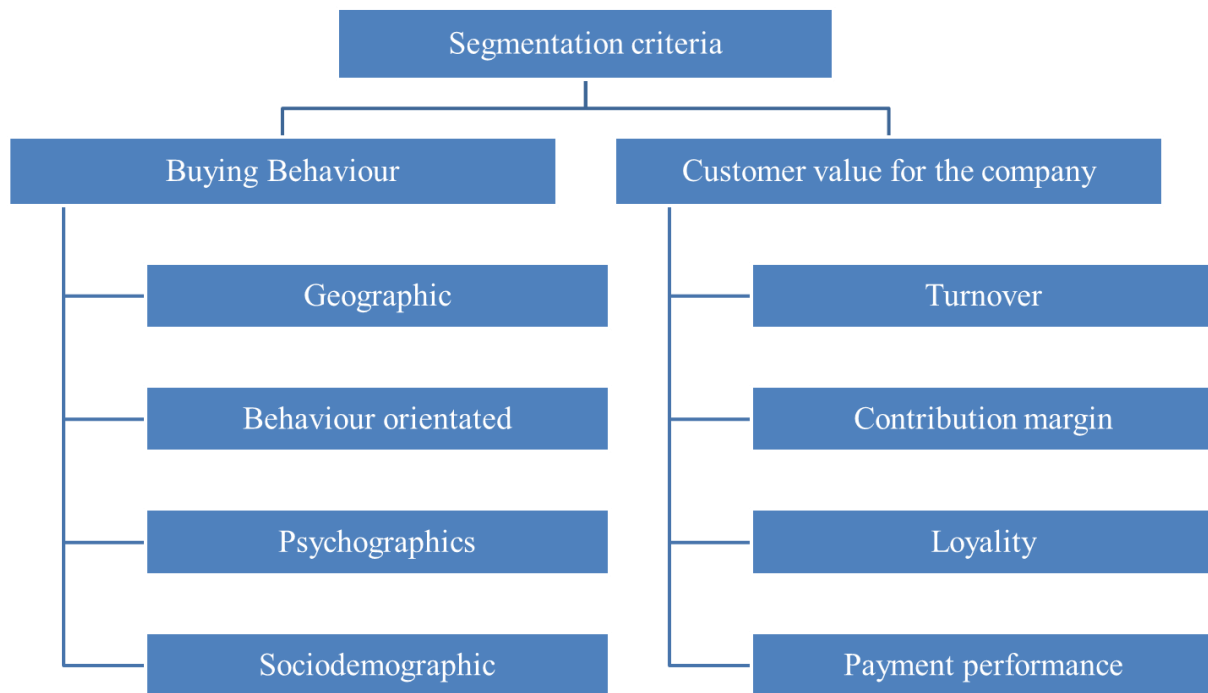 Segmentation criteria
Buying Behaviour
Geographic
Behaviour orientated
Psychographics
Sociodemographic
Customer value for the company
Turnover
Contribution margin
Loyality
Payment performance